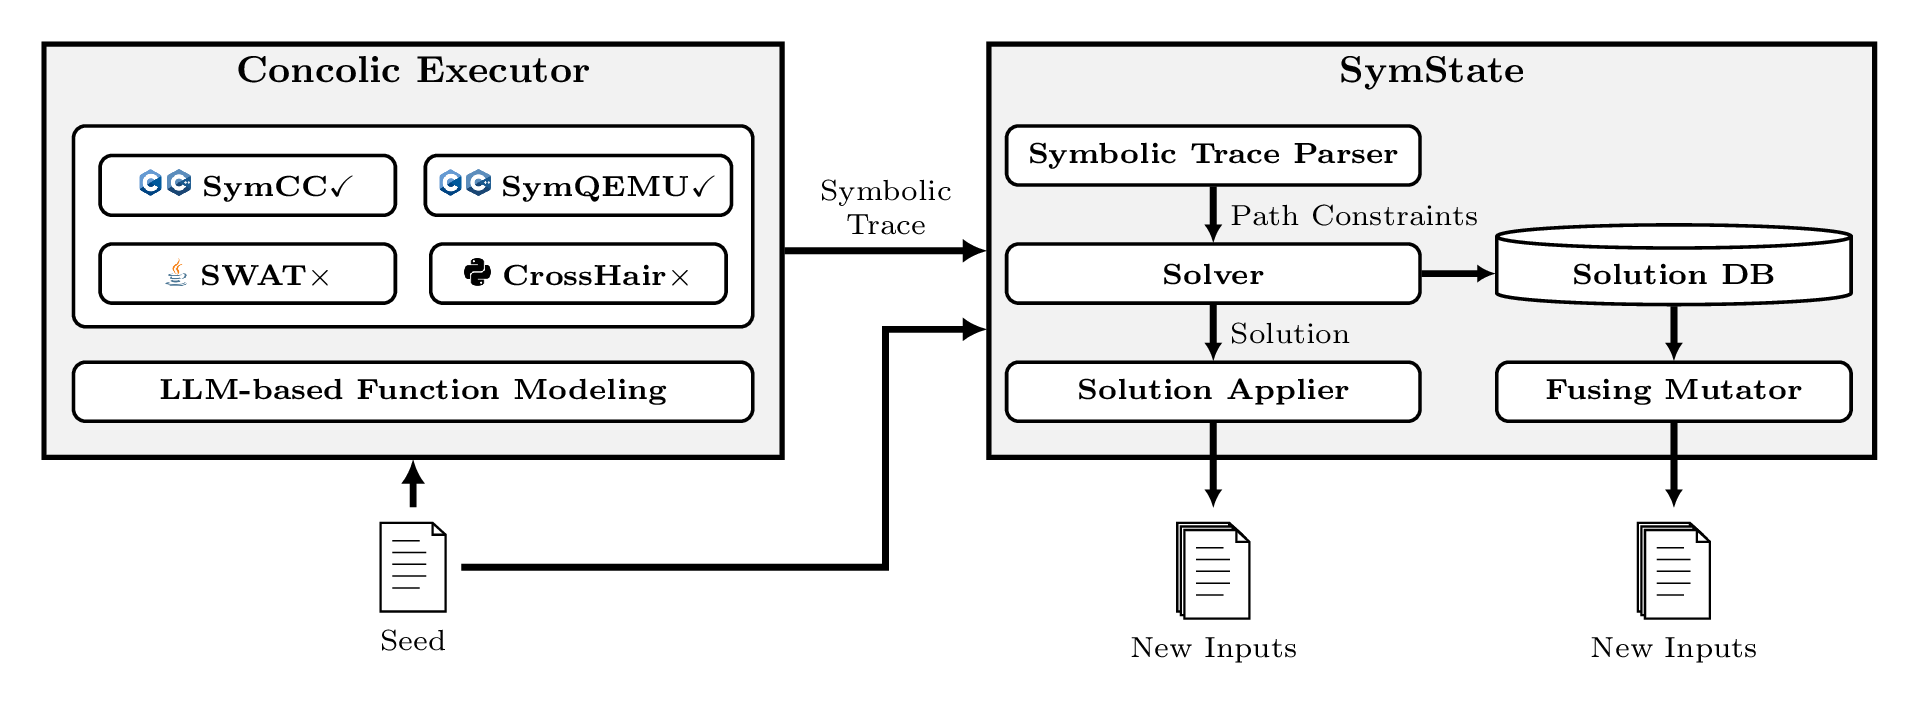 Concolic Executor
SymCC✓
SymQEMU✓
SWAT×
CrossHair×
LLM-based Function Modeling
Seed
Symbolic
Trace
SymState
Symbolic Trace Parser
Path Constraints
Solver
Solution DB
Solution
Solution Applier
Fusing Mutator
New Inputs
New Inputs